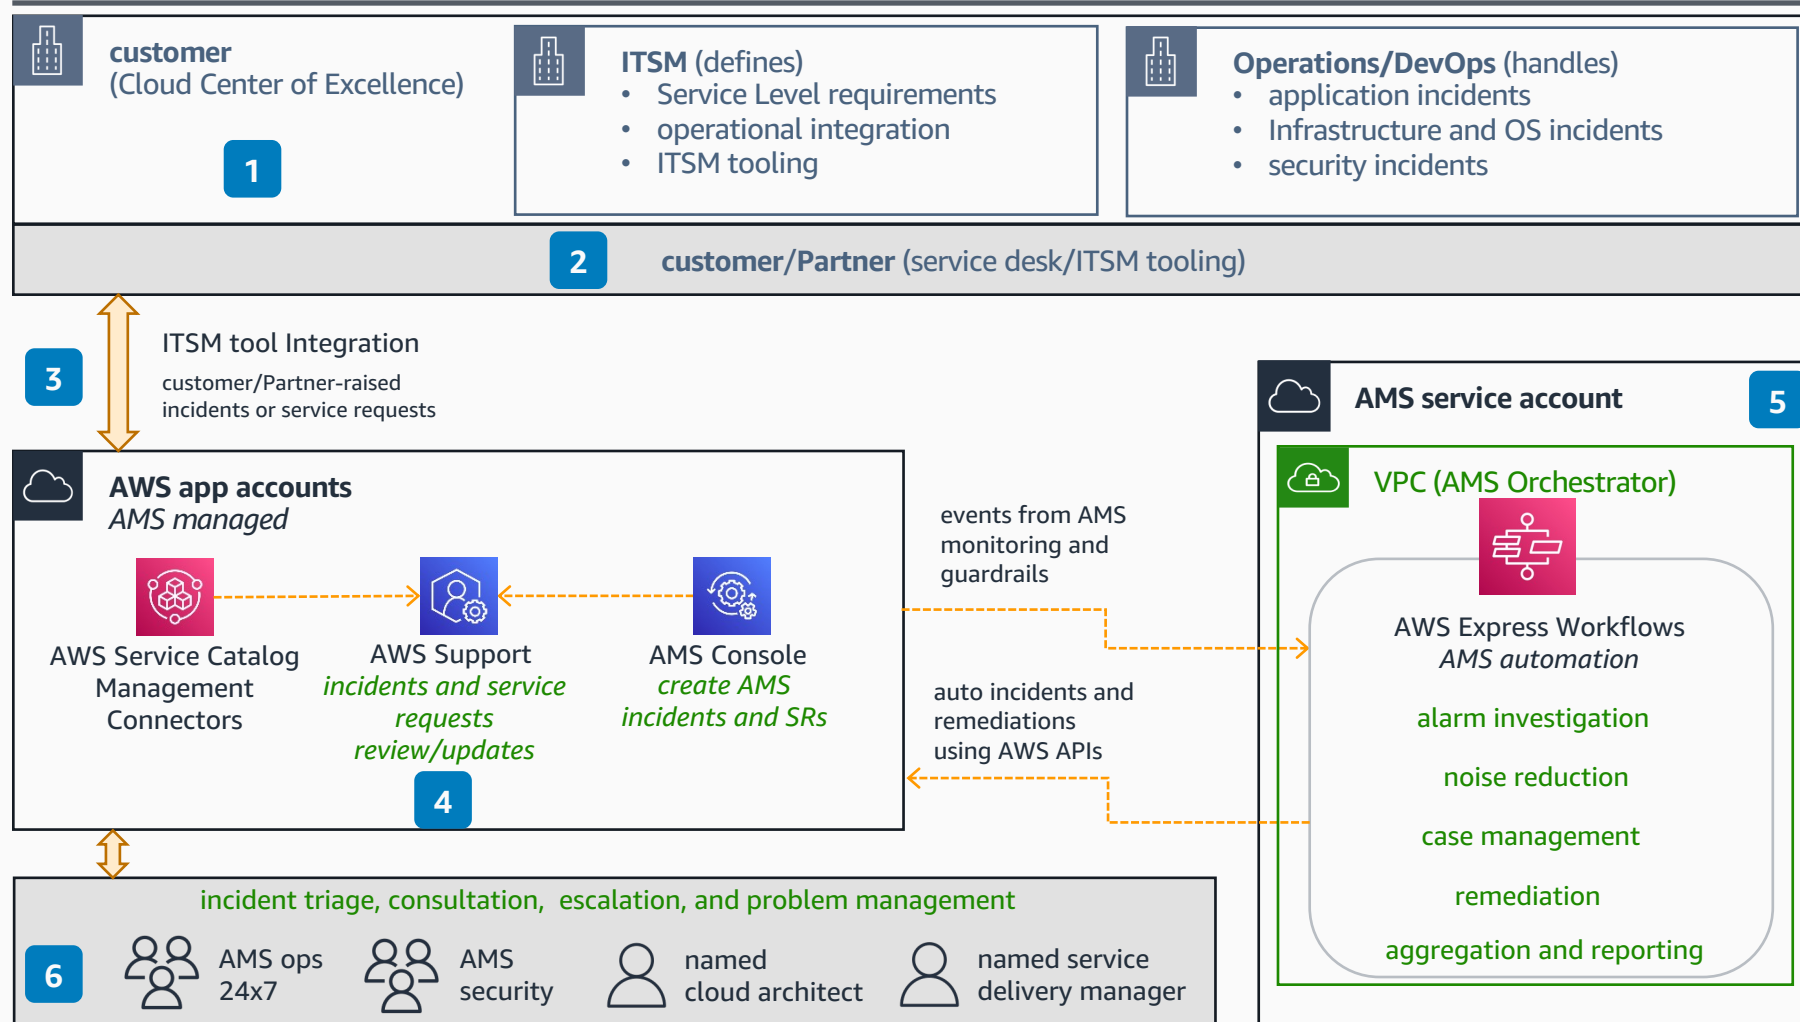 customer
(Cloud Center of Excellence)
1
ITSM (defines)
• Service Level requirements
• operational integration
• ITSM tooling
Operations/DevOps (handles)
• application incidents
• Infrastructure and OS incidents
• security incidents
2
customer/Partner (service desk/ITSM tooling)
3
ITSM tool Integration
customer/Partner-raised
incidents or service requests
AWS app accounts
AMS managed
AWS Service Catalog
Management
Connectors
AWS Support
incidents and service
requests
review/updates
AMS Console
create AMS
incidents and SRs
4
events from AMS
monitoring and
guardrails
auto incidents and
remediations
using AWS APIs
AMS service account
5
VPC (AMS Orchestrator)
AWS Express Workflows
AMS automation
alarm investigation
noise reduction
case management
remediation
aggregation and reporting
incident triage, consultation, escalation, and problem management
6
AMS ops
24x7
AMS
security
named
cloud architect
named service
delivery manager